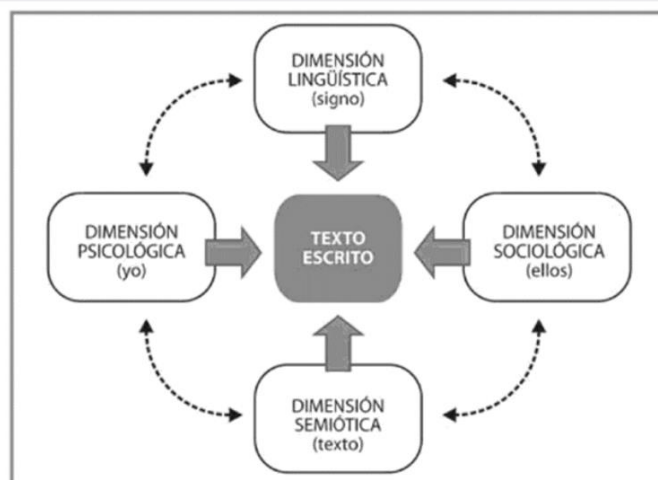 DIMENSIÓN
LINGÜÍSTICA
(signo)
DIMENSIÓN
PSICOLÓGICA
(yo)
TEXTO
ESCRITO
DIMENSIÓN
SOCIOLÓGICA
(ellos)
DIMENSIÓN
SEMIÓTICA
(texto)